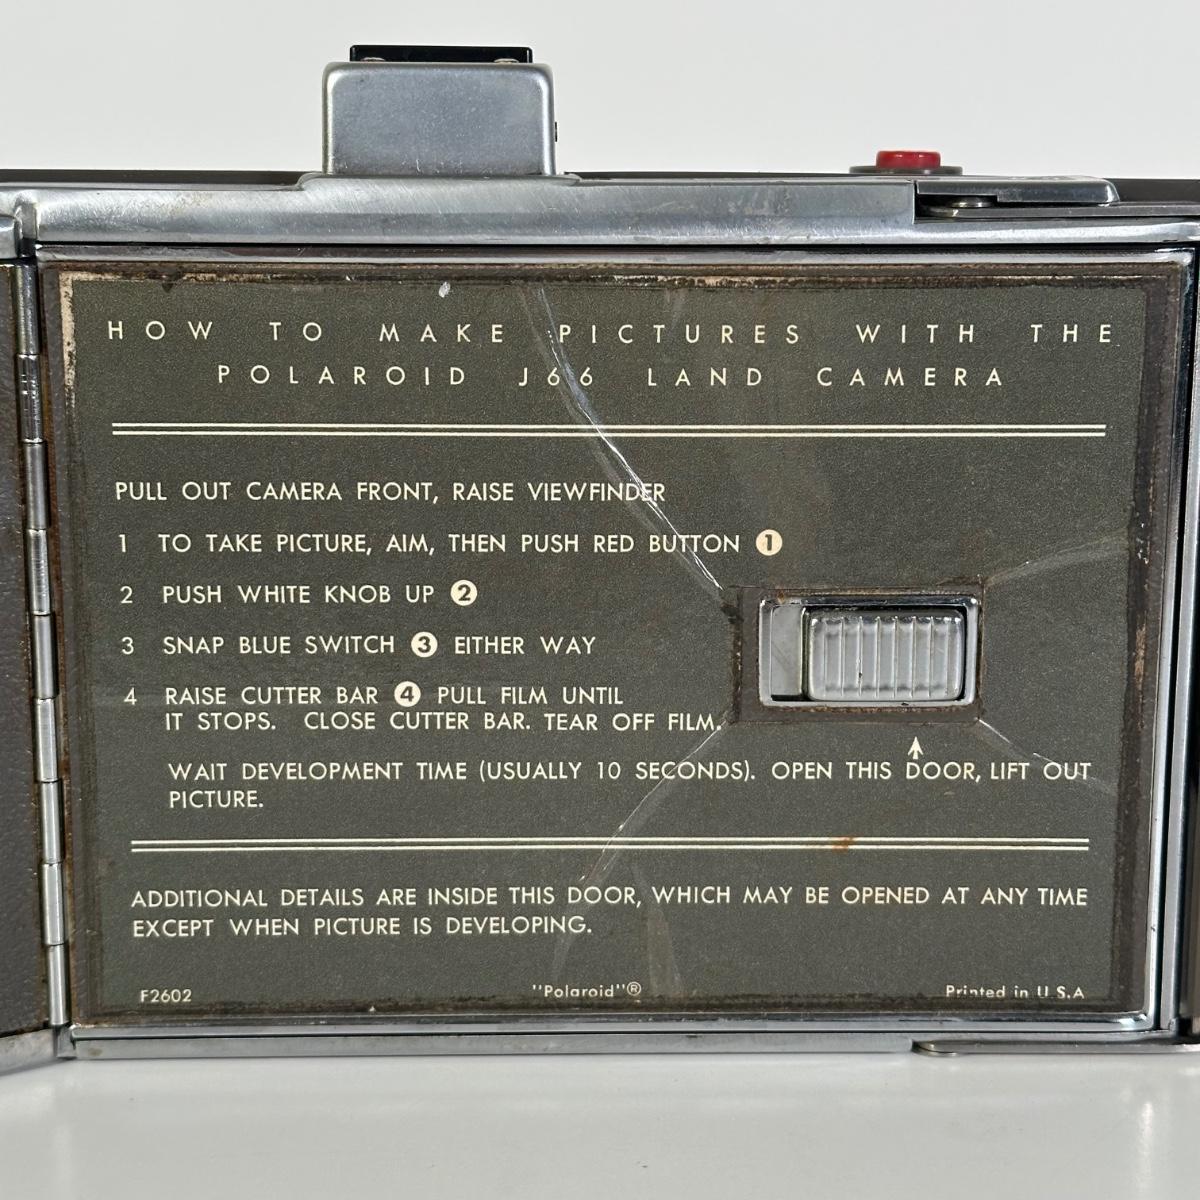 HOW TO MAKE PICTURES WITH THE
POLAROID J66 LAND CAMERA
PULL OUT CAMERA FRONT, RAISE VIEWFINDER
1 TO TAKE PICTURE, AIM, THEN PUSH RED BUTTON 1
2 PUSH WHITE KNOB UP 2
3 SNAP BLUE SWITCH 3 EITHER WAY
4 RAISE CUTTER BAR 4 PULL FILM UNTIL
IT STOPS. CLOSE CUTTER BAR. TEAR OFF FILM.
WAIT DEVELOPMENT TIME (USUALLY 10 SECONDS). OPEN THIS DOOR, LIFT OUT
PICTURE.
ADDITIONAL DETAILS ARE INSIDE THIS DOOR, WHICH MAY BE OPENED AT ANY TIME
EXCEPT WHEN PICTURE IS DEVELOPING.
F2602 "Polaroid"® Printed in U.S.A